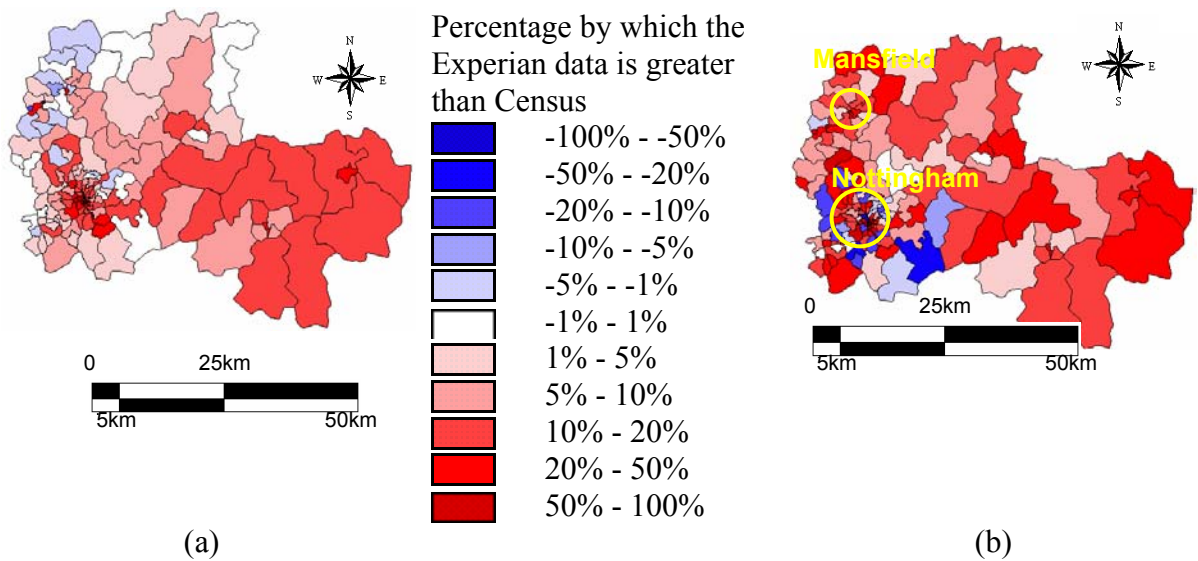 N
W
E
S
0
25km
5km
50km
(a)
Percentage by which the
Experian data is greater
than Census
-100% - -50%
-50% - -20%
-20% - -10%
-10% - -5%
-5% - -1%
-1% - 1%
1% - 5%
5% - 10%
10% - 20%
20% - 50%
50% - 100%
N
W
E
S
Mansfield
Nottingham
0
25km
5km
50km
(b)